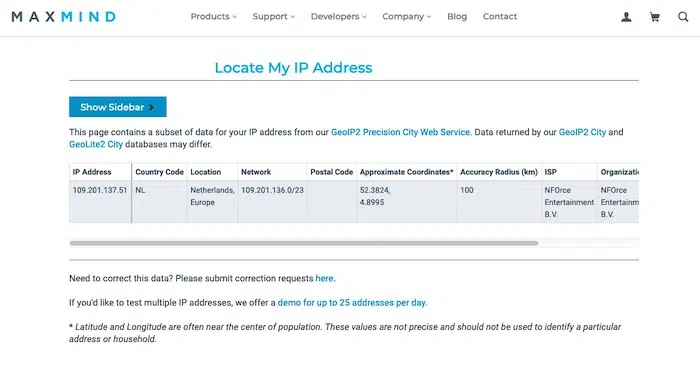 MAXMIND
Products Support Developers Company Blog Contact
Locate My IP Address
Show Sidebar
This page contains a subset of data for your IP address from our GeoIP2 Precision City Web Service. Data returned by our GeoIP2 City and
GeoLite2 City databases may differ.
IP Address Country Code Location Network Postal Code Approximate Coordinates* Accuracy Radius (km) ISP Organizatio
109.201.137.51 NL Netherlands, 109.201.136.0/23 52.3824, 100 NFOrce NFOrce
Europe 4.8995 Entertainment Entertainm
B.V. B.V.
Need to correct this data? Please submit correction requests here.
If you'd like to test multiple IP addresses, we offer a demo for up to 25 addresses per day.
* Latitude and Longitude are often near the center of population. These values are not precise and should not be used to identify a particular
address or household.